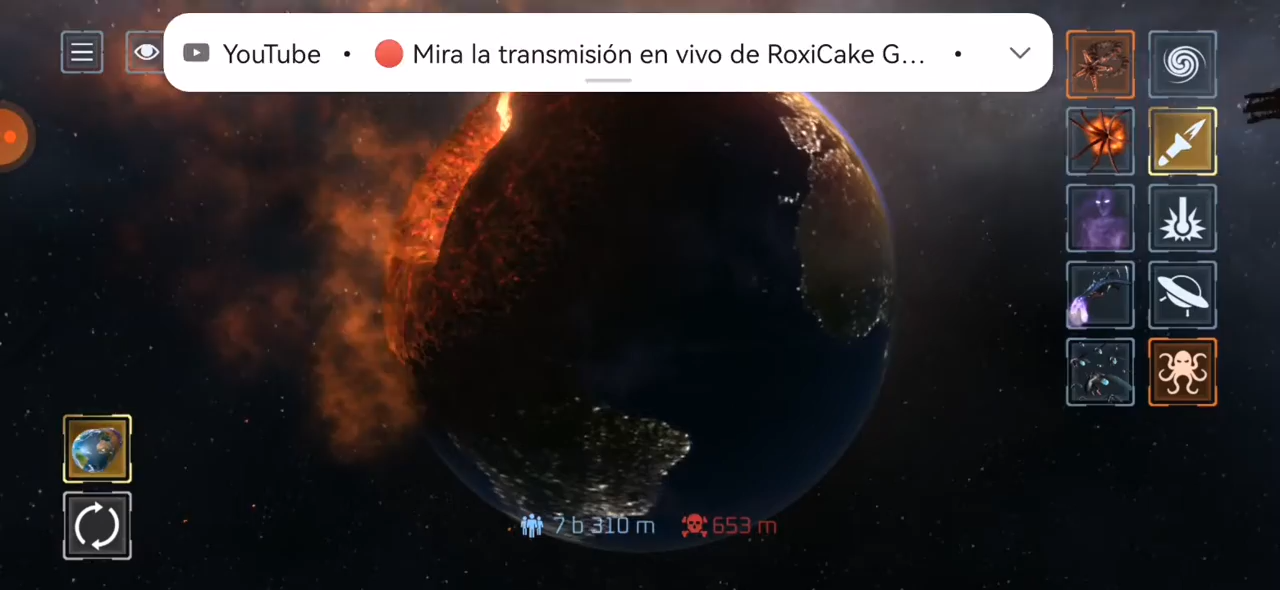 YouTube • 🔴 Mira la transmisión en vivo de RoxiCake G... •
7 b 310 m 653 m